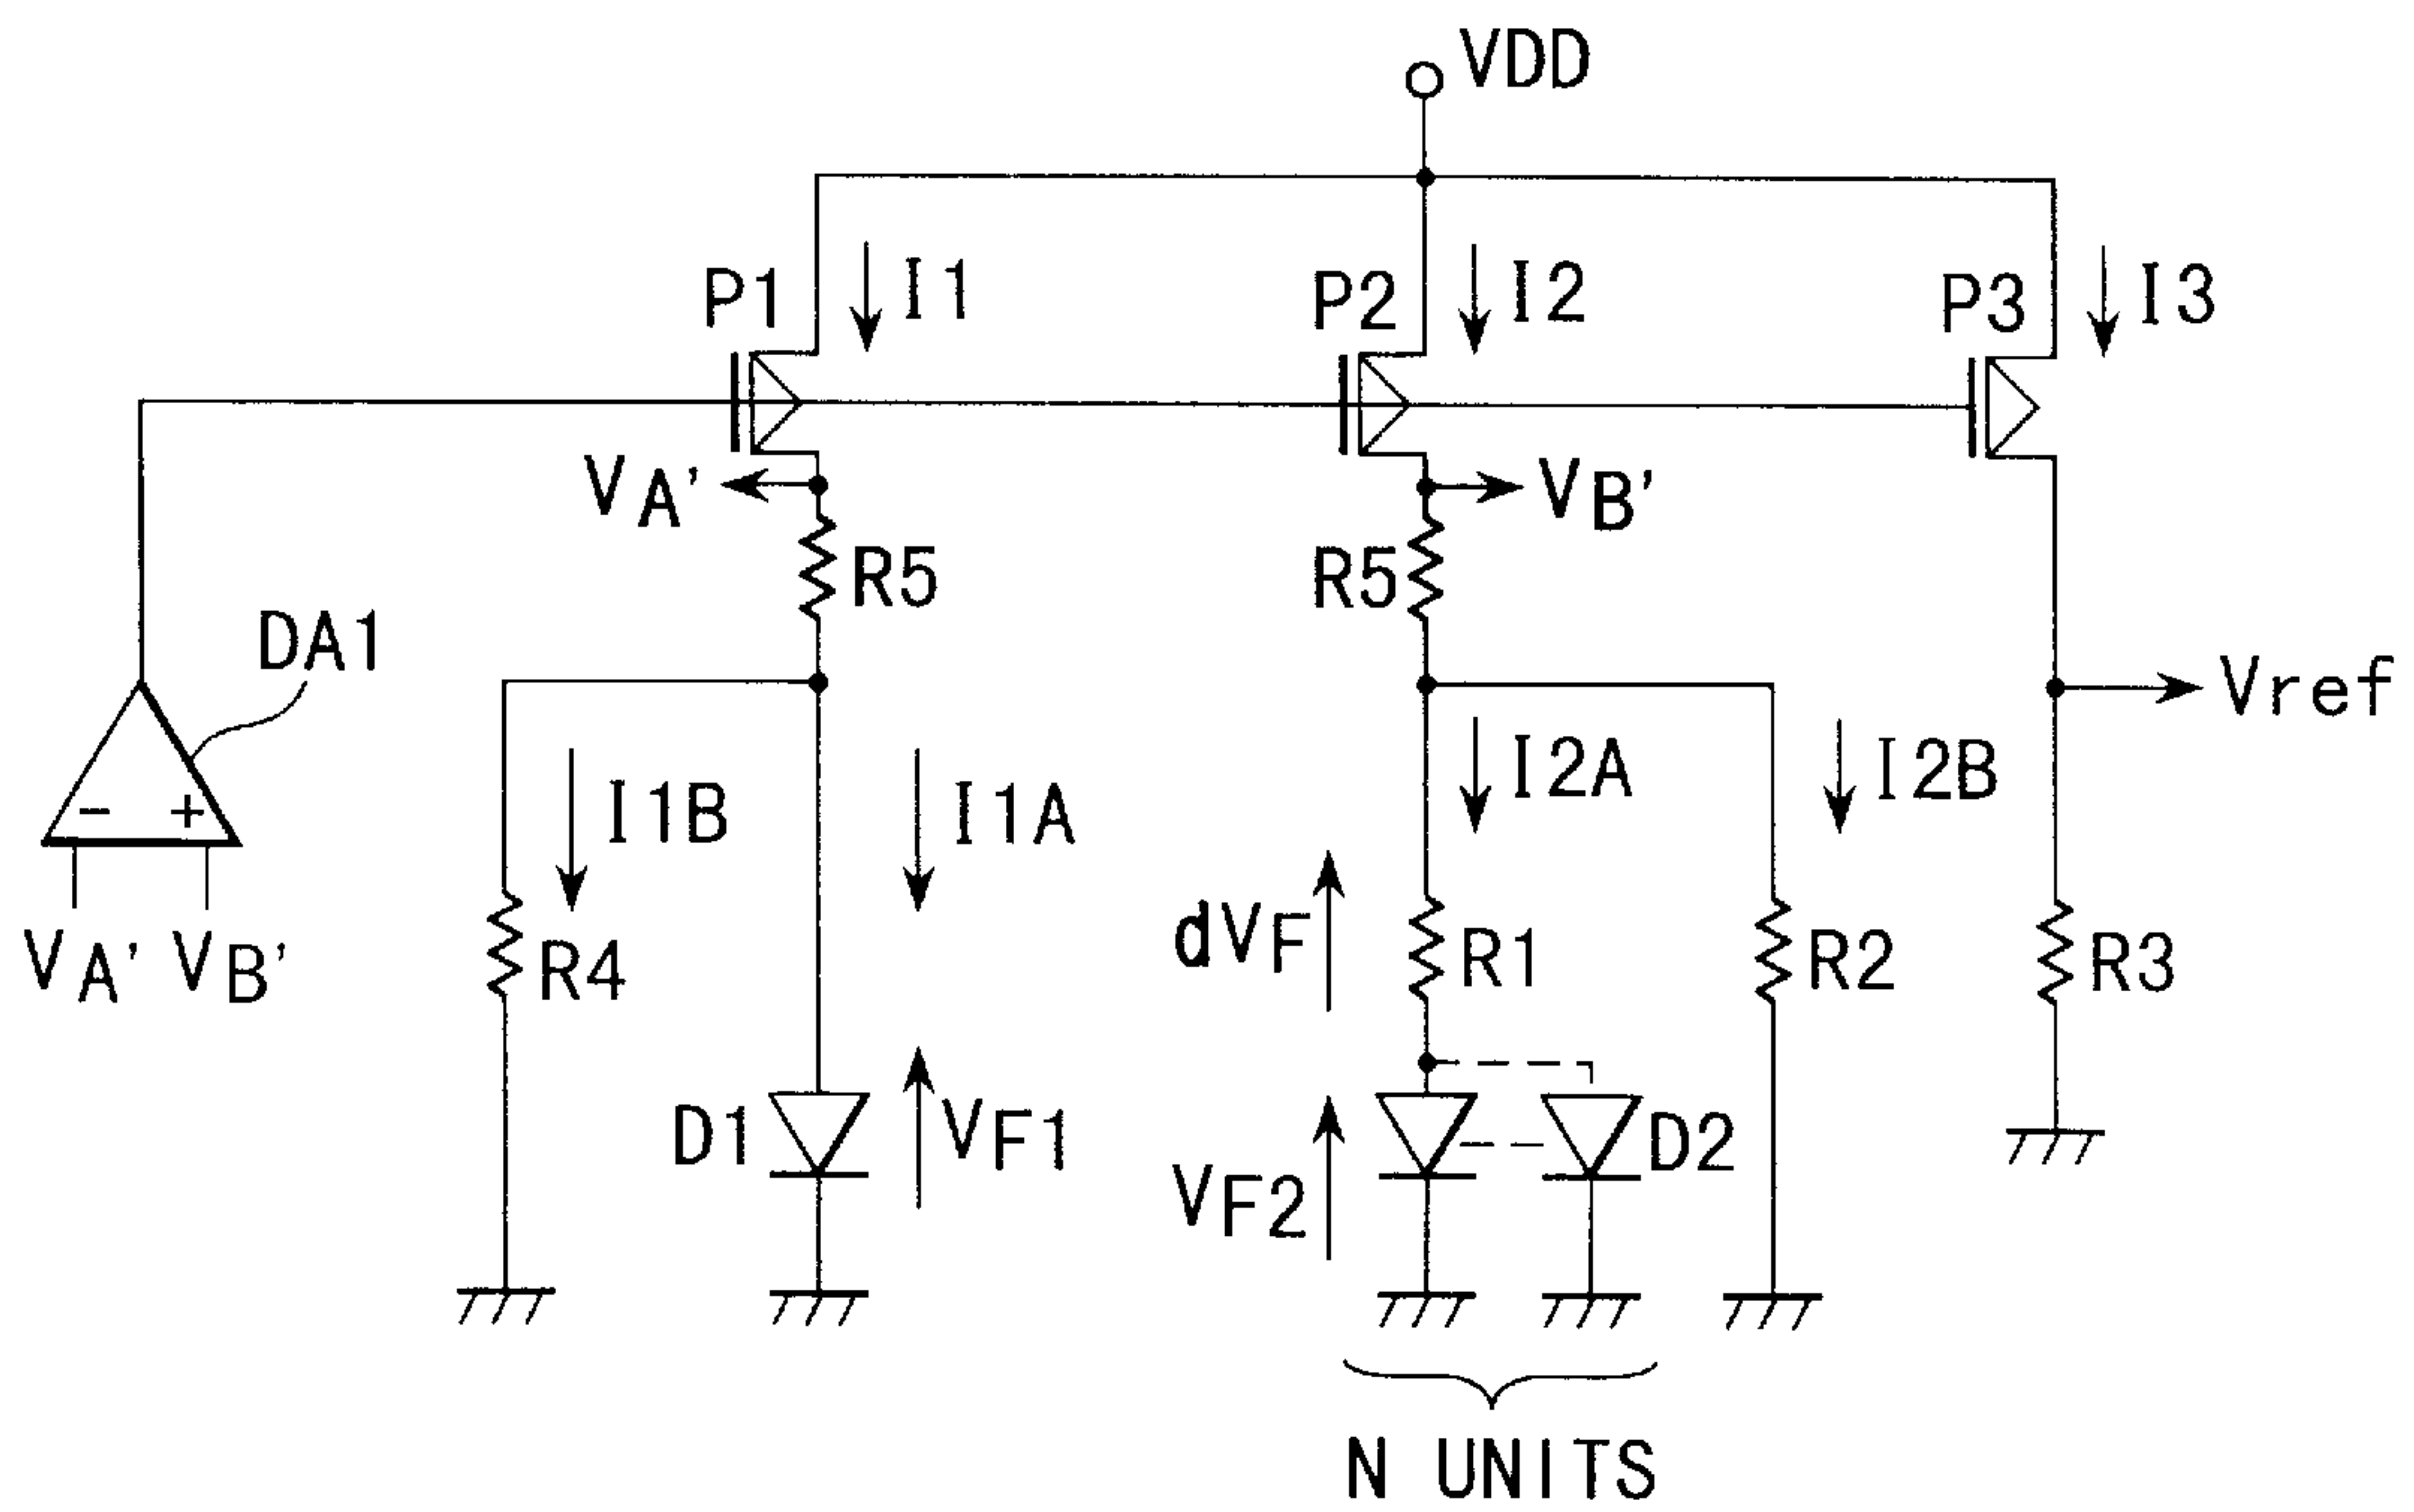 VDD
P1
I1
P2
I2
P3
I3
VA'
VB'
R5
R5
DA1
Vref
I1B
I1A
I2A
I2B
- +
VA' VB'
R4
dVF
R1
R2
R3
D1
VF1
VF2
D2
N UNITS